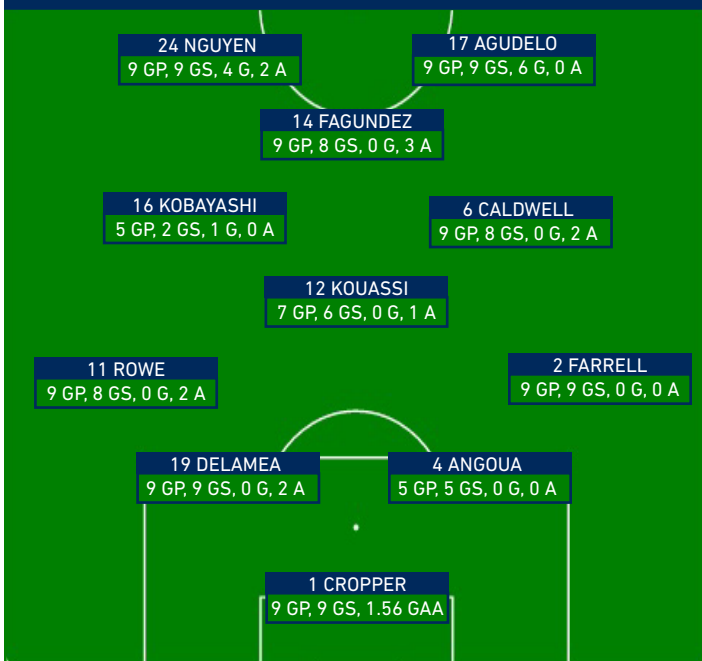 24 NGUYEN
9 GP, 9 GS, 4 G, 2 A
17 AGUDELO
9 GP, 9 GS, 6 G, 0 A
14 FAGUNDEZ
9 GP, 8 GS, 0 G, 3 A
16 KOBAYASHI
5 GP, 2 GS, 1 G, 0 A
6 CALDWELL
9 GP, 8 GS, 0 G, 2 A
12 KOUASSI
7 GP, 6 GS, 0 G, 1 A
11 ROWE
9 GP, 8 GS, 0 G, 2 A
2 FARRELL
9 GP, 9 GS, 0 G, 0 A
19 DELAMEA
9 GP, 9 GS, 0 G, 2 A
4 ANGOUA
5 GP, 5 GS, 0 G, 0 A
1 CROPPER
9 GP, 9 GS, 1.56 GAA